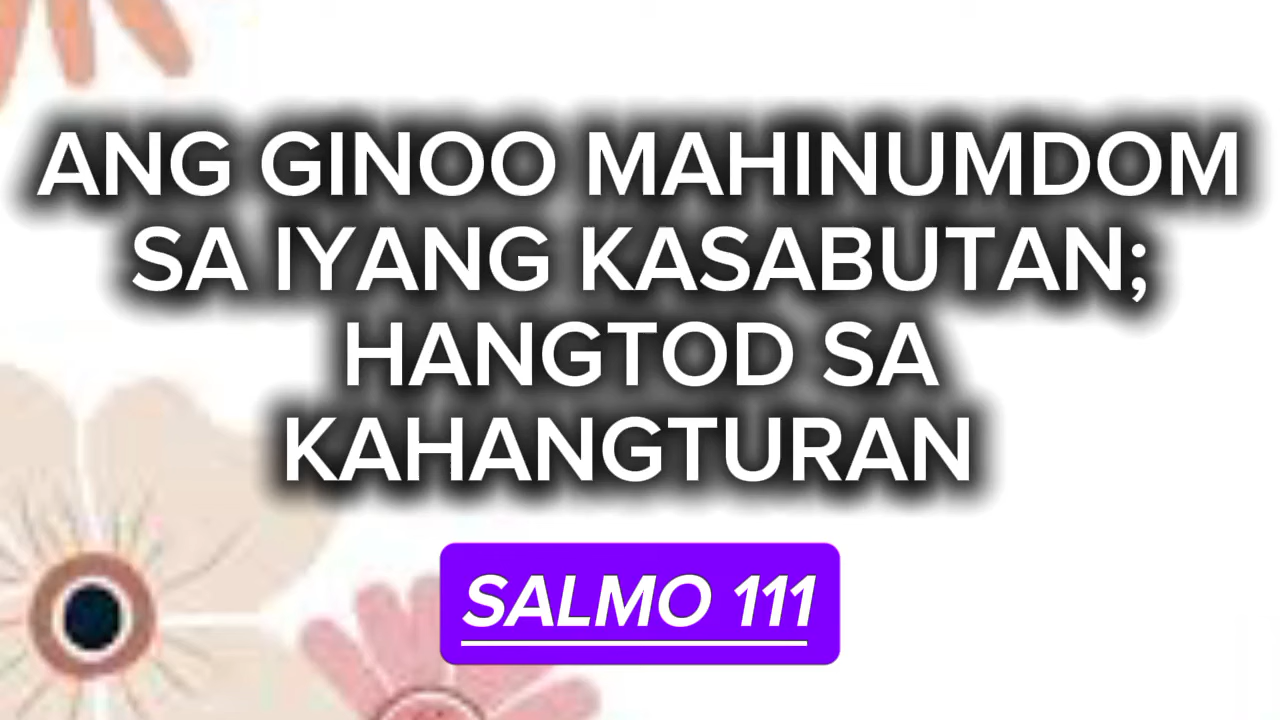 ANG GINOO MAHINUMDOM
SA IYANG KASABUTAN;
HANGTOD SA
KAHANGTURAN
SALMO 111